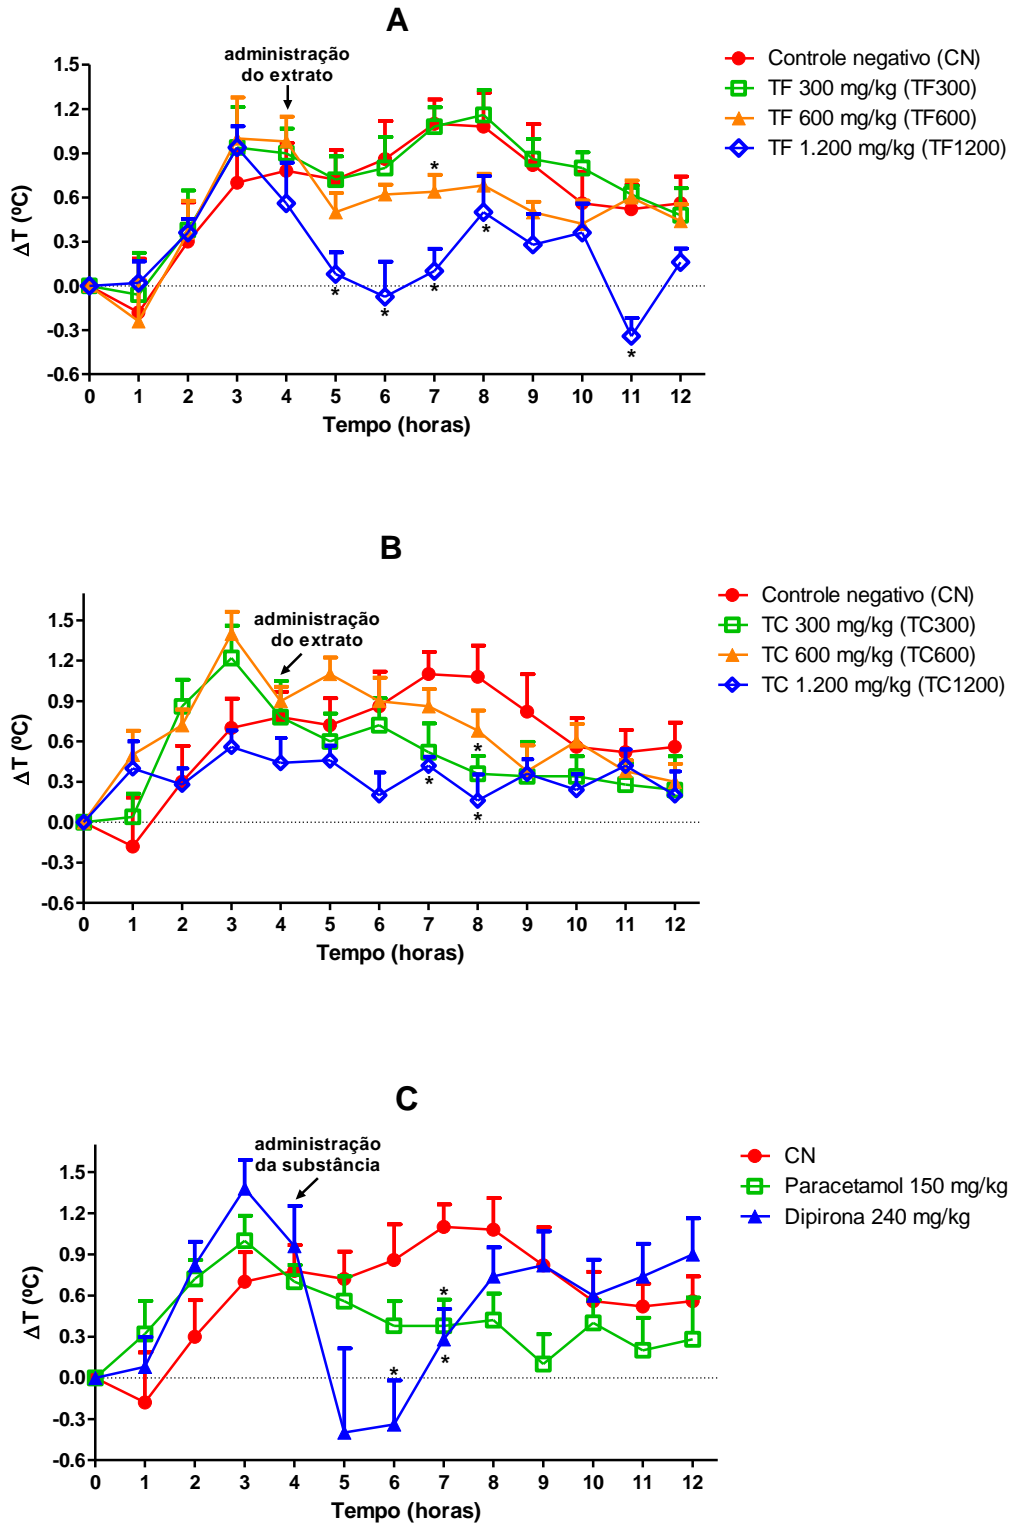 A
administração
do extrato
Controle negativo (CN)
TF 300 mg/kg (TF300)
TF 600 mg/kg (TF600)
TF 1.200 mg/kg (TF1200)
1.5
1.2
0.9
0.6
0.3
0.0
-0.3
-0.6
ΔT (ºC)
* * * * * *
0 1 2 3 4 5 6 7 8 9 10 11 12
Tempo (horas)
B
administração
do extrato
Controle negativo (CN)
TC 300 mg/kg (TC300)
TC 600 mg/kg (TC600)
TC 1.200 mg/kg (TC1200)
1.5
1.2
0.9
0.6
0.3
0.0
-0.3
-0.6
ΔT (ºC)
* * *
0 1 2 3 4 5 6 7 8 9 10 11 12
Tempo (horas)
C
administração
da substância
CN
Paracetamol 150 mg/kg
Dipirona 240 mg/kg
1.5
1.2
0.9
0.6
0.3
0.0
-0.3
-0.6
ΔT (ºC)
* * *
0 1 2 3 4 5 6 7 8 9 10 11 12
Tempo (horas)